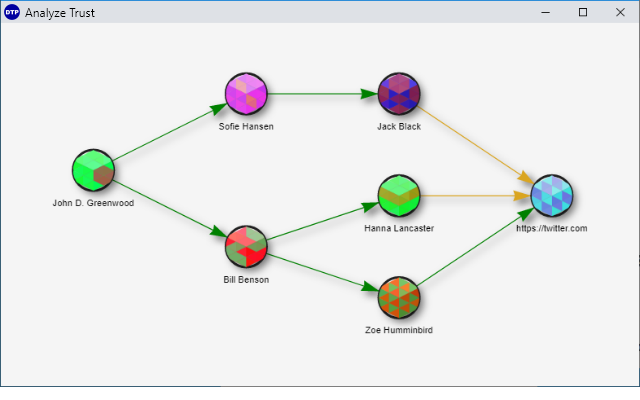 DTP Analyze Trust
Sofie Hansen
Jack Black
John D. Greenwood
Hanna Lancaster
https://twitter.com
Bill Benson
Zoe Humminbird